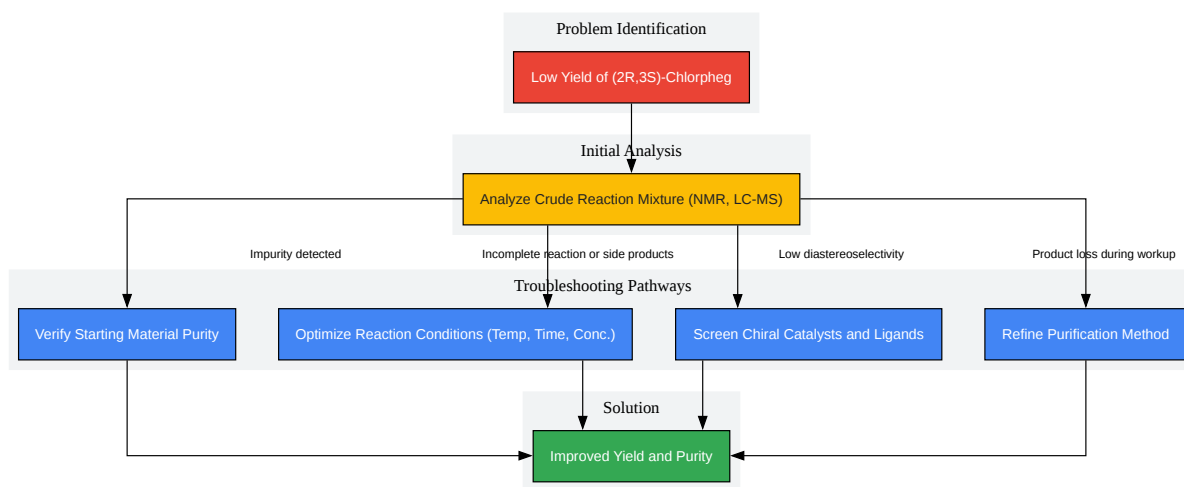 Problem Identification
Low Yield of (2R,3S)-Chlorpheg
Initial Analysis
Analyze Crude Reaction Mixture (NMR, LC-MS)
Impurity detected
Incomplete reaction or side products
Low diastereoselectivity
Product loss during workup
Troubleshooting Pathways
Verify Starting Material Purity
Optimize Reaction Conditions (Temp, Time, Conc.)
Screen Chiral Catalysts and Ligands
Refine Purification Method
Solution
Improved Yield and Purity